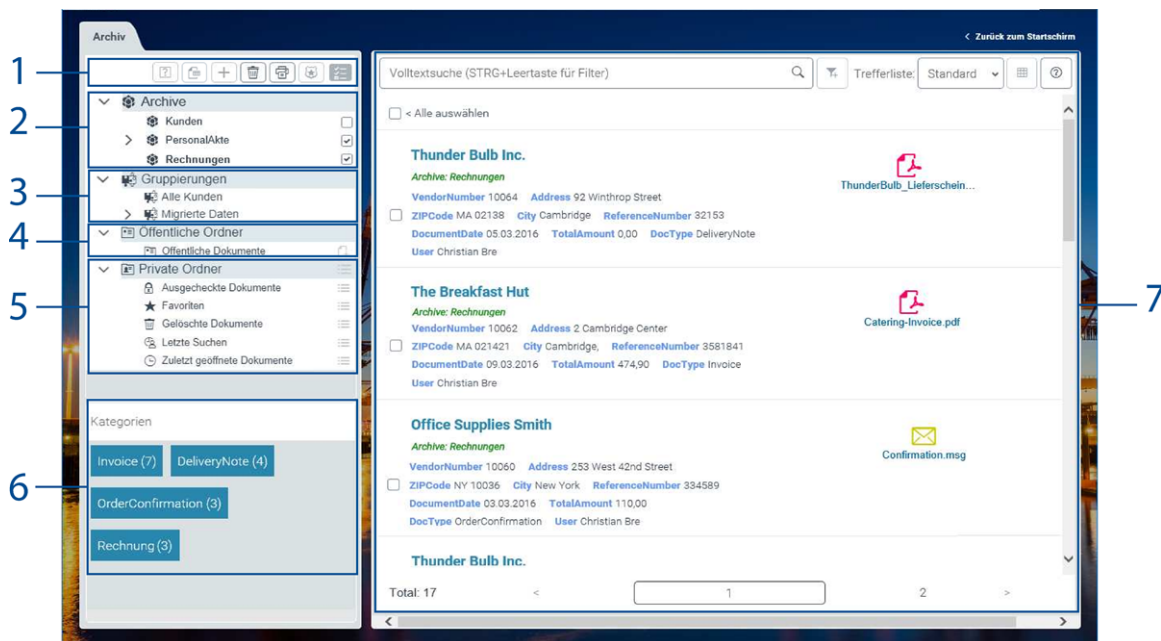 Archiv
< Zurück zum Startschirm
1
2
Archive
Kunden
PersonalAkte
Rechnungen
3
Gruppierungen
Alle Kunden
Migrierte Daten
4
Öffentliche Ordner
Öffentliche Dokumente
5
Private Ordner
Ausgecheckte Dokumente
Favoriten
Gelöschte Dokumente
Letzte Suchen
Zuletzt geöffnete Dokumente
6
Kategorien
Invoice (7) DeliveryNote (4)
OrderConfirmation (3)
Rechnung (3)
7
Volltextsuche (STRG+Leertaste für Filter) Trefferliste: Standard
< Alle auswählen
Thunder Bulb Inc.
Archive: Rechnungen
VendorNumber 10064 Address 92 Winthrop Street
ZIPCode MA 02138 City Cambridge ReferenceNumber 32153
DocumentDate 05.03.2016 TotalAmount 0,00 DocType DeliveryNote
User Christian Bre
ThunderBulb_Lieferschein...
The Breakfast Hut
Archive: Rechnungen
VendorNumber 10062 Address 2 Cambridge Center
ZIPCode MA 021421 City Cambridge, ReferenceNumber 3581841
DocumentDate 09.03.2016 TotalAmount 474,90 DocType Invoice
User Christian Bre
Catering-Invoice.pdf
Office Supplies Smith
Archive: Rechnungen
VendorNumber 10060 Address 253 West 42nd Street
ZIPCode NY 10036 City New York ReferenceNumber 334589
DocumentDate 03.03.2016 TotalAmount 110,00
DocType OrderConfirmation User Christian Bre
Confirmation.msg
Thunder Bulb Inc.
Total: 17 < 1 2 >